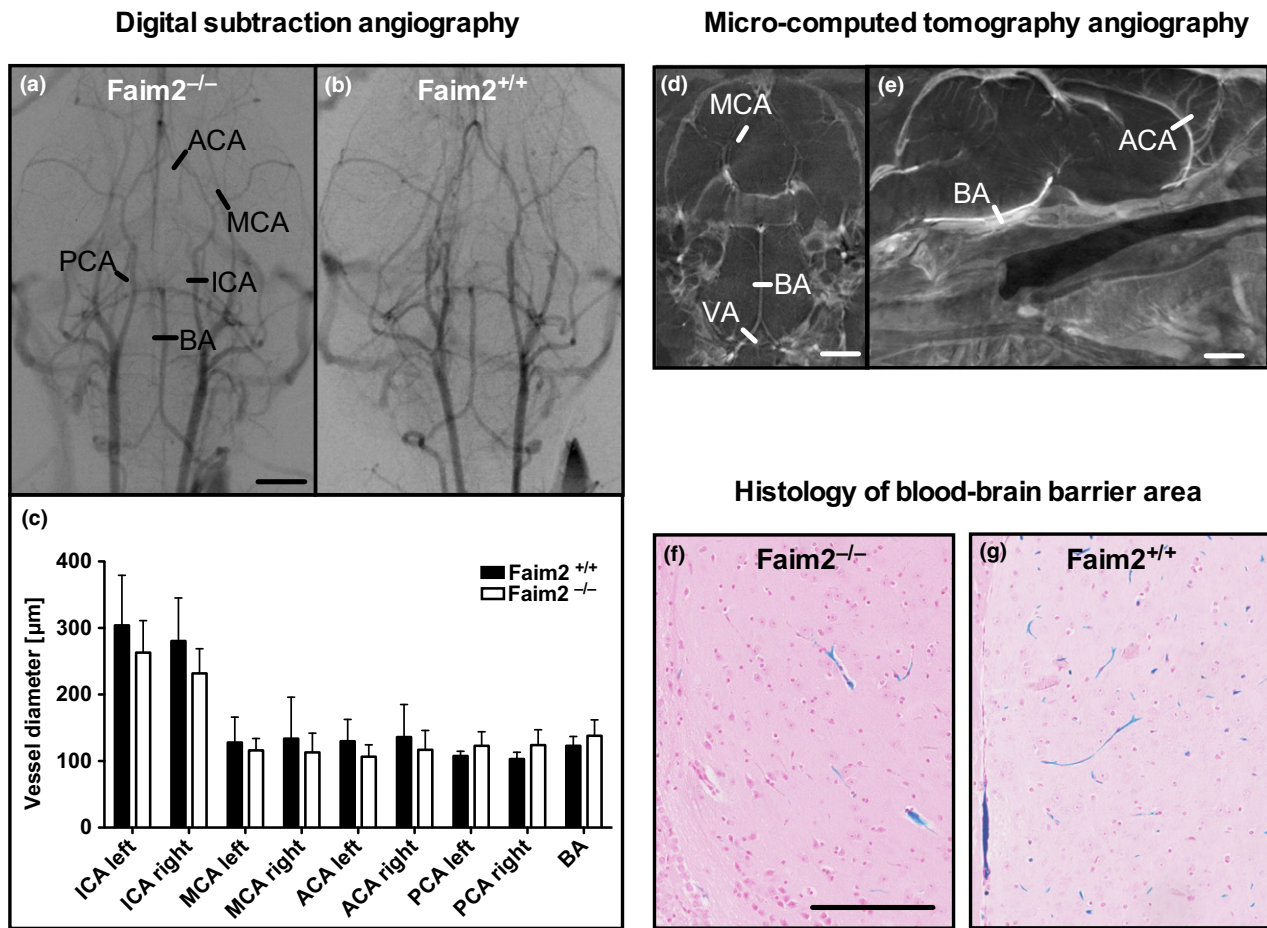 Digital subtraction angiography
Micro-computed tomography angiography
(a)
Faim2–/–
(b)
Faim2+/+
ACA
MCA
PCA
ICA
BA
(d)
MCA
BA
VA
(e)
ACA
BA
(c)
400
300
200
100
0
Vessel diameter [µm]
Faim2 +/+
Faim2 –/–
ICA left
ICA right
MCA left
MCA right
ACA left
ACA right
PCA left
PCA right
BA
Histology of blood-brain barrier area
(f)
Faim2–/–
(g)
Faim2+/+